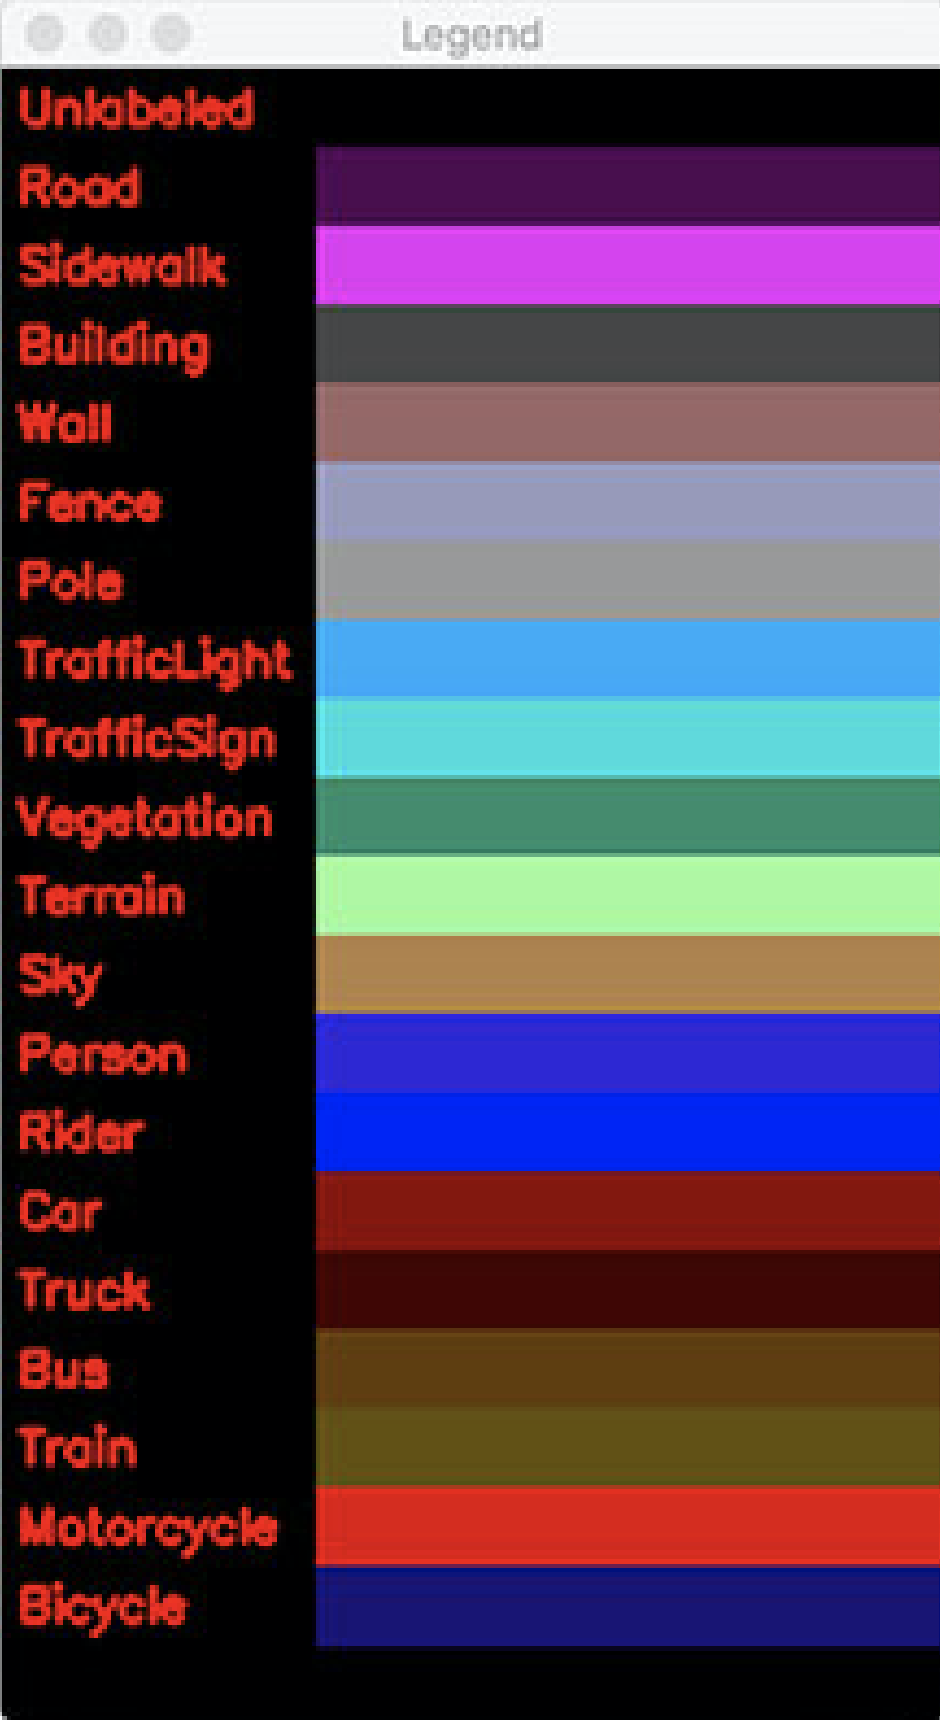 Legend
Unlabeled
Road
Sidewalk
Building
Wall
Fence
Pole
TrafficLight
TrafficSign
Vegetation
Terrain
Sky
Person
Rider
Car
Truck
Bus
Train
Motorcycle
Bicycle